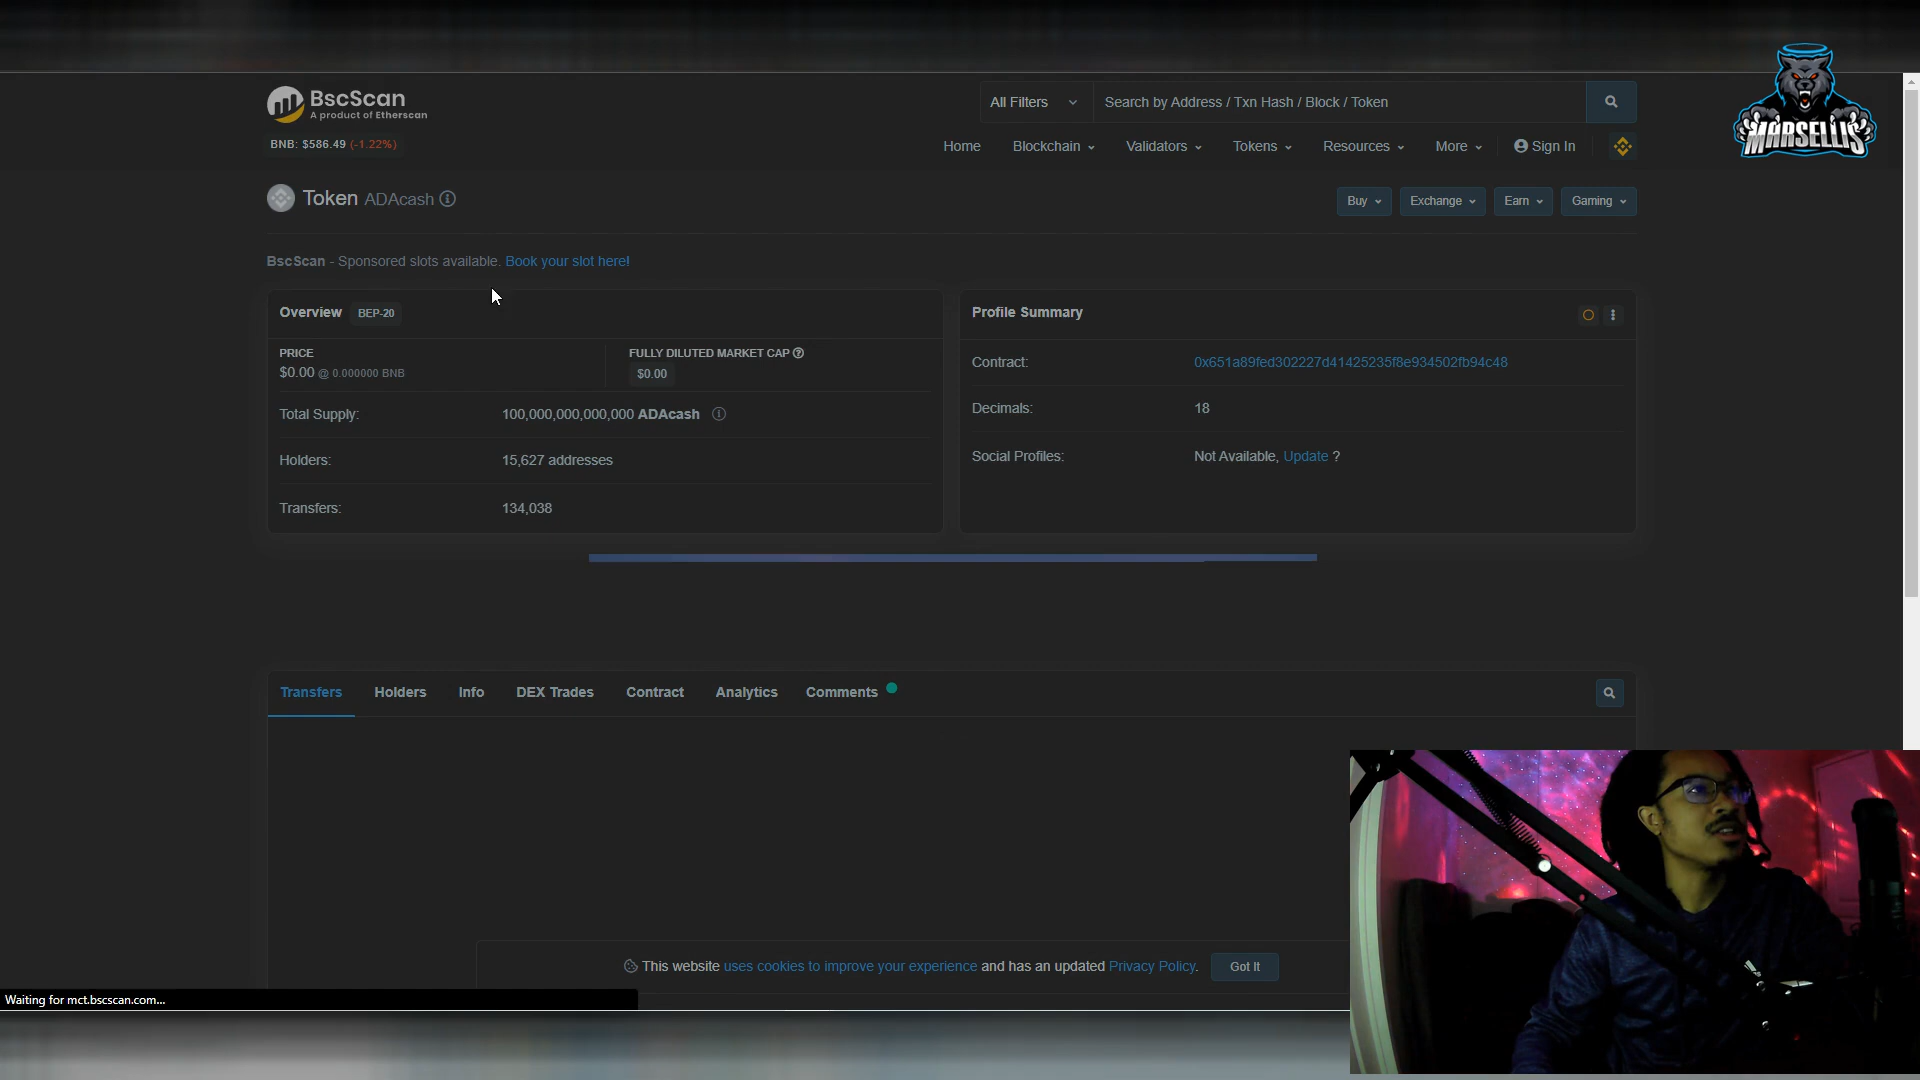 BscScan
A product of Etherscan
All Filters
Search by Address / Txn Hash / Block / Token
MARSELLIS
BNB: $586.49 (-1.22%)
Home
Blockchain
Validators
Tokens
Resources
More
Sign In
Token ADAcash
Buy
Exchange
Earn
Gaming
BscScan - Sponsored slots available. Book your slot here!
Overview BEP-20
PRICE
$0.00 @ 0.000000 BNB
FULLY DILUTED MARKET CAP
$0.00
Total Supply: 100,000,000,000,000 ADAcash
Holders: 15,627 addresses
Transfers: 134,038
Profile Summary
Contract: 0x651a89fed302227d41425235f8e934502fb94c48
Decimals: 18
Social Profiles: Not Available, Update ?
Transfers
Holders
Info
DEX Trades
Contract
Analytics
Comments
This website uses cookies to improve your experience and has an updated Privacy Policy.
Got It
Waiting for mct.bscscan.com...